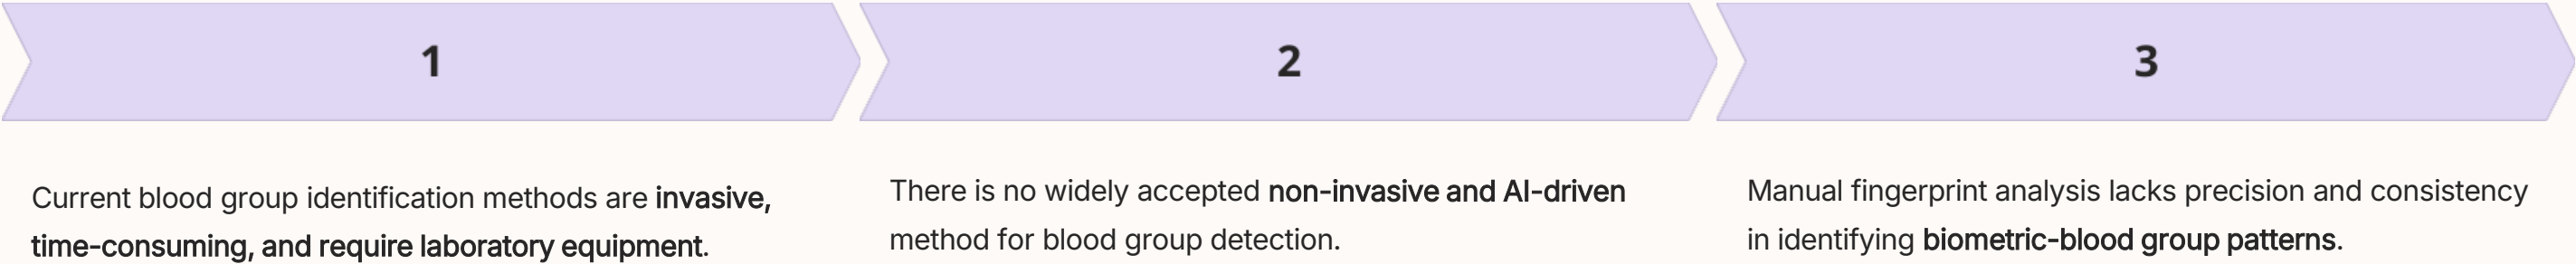 1
Current blood group identification methods are invasive,
time-consuming, and require laboratory equipment.
2
There is no widely accepted non-invasive and AI-driven
method for blood group detection.
3
Manual fingerprint analysis lacks precision and consistency
in identifying biometric-blood group patterns.